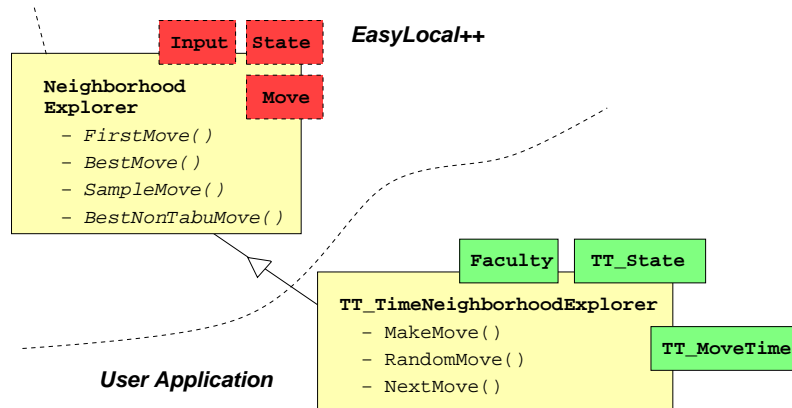 Input State
EasyLocal++
Neighborhood
Explorer
Move
- FirstMove()
- BestMove()
- SampleMove()
- BestNonTabuMove()
Faculty TT_State
TT_TimeNeighborhoodExplorer
- MakeMove()
TT_MoveTime
- RandomMove()
- NextMove()
User Application